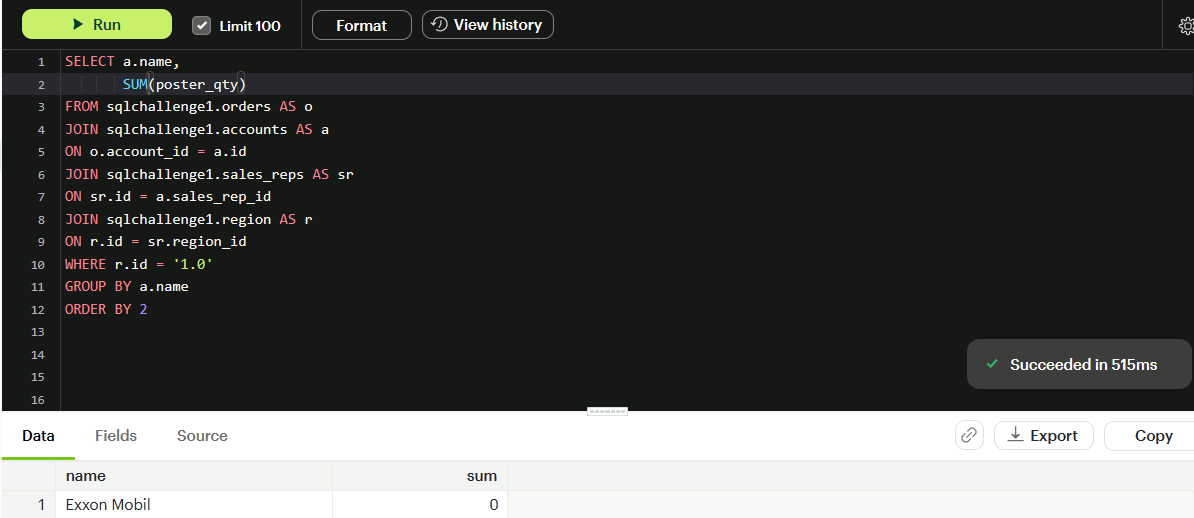 Run Limit 100 Format View history
1 SELECT a.name,
2 SUM(poster_qty)
3 FROM sqlchallenge1.orders AS o
4 JOIN sqlchallenge1.accounts AS a
5 ON o.account_id = a.id
6 JOIN sqlchallenge1.sales_reps AS sr
7 ON sr.id = a.sales_rep_id
8 JOIN sqlchallenge1.region AS r
9 ON r.id = sr.region_id
10 WHERE r.id = '1.0'
11 GROUP BY a.name
12 ORDER BY 2
13
14
Succeeded in 515ms
15
16
Data Fields Source Export Copy
name sum
1 Exxon Mobil 0